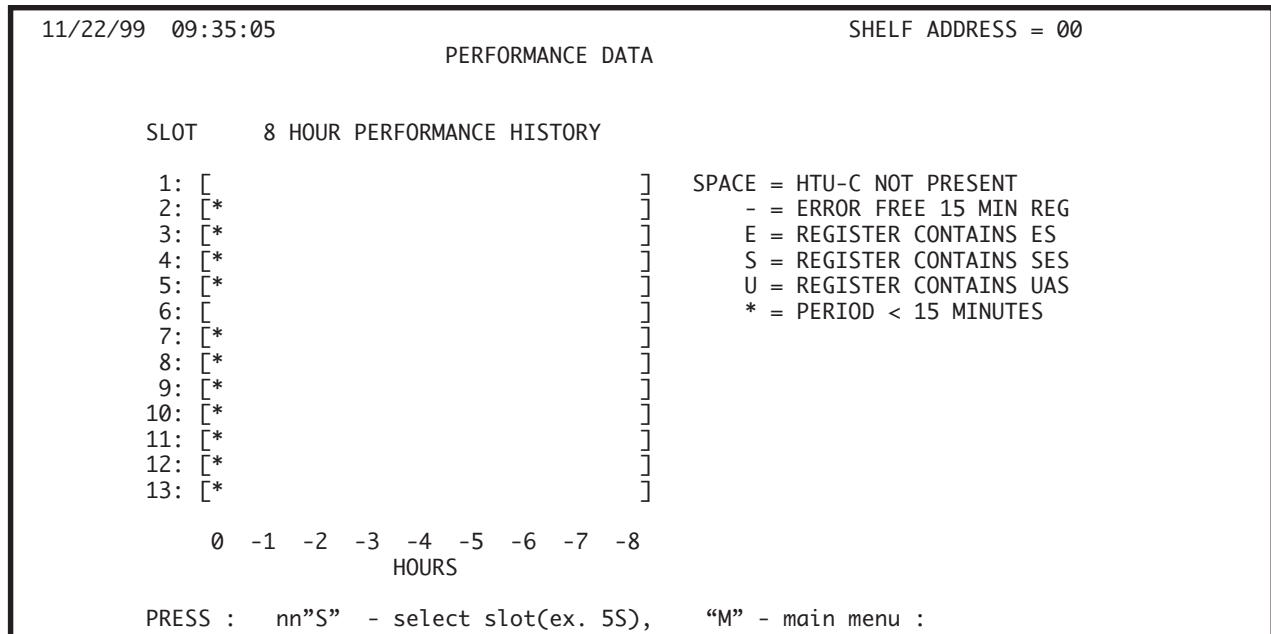 11/22/99  09:35:05                                            SHELF ADDRESS = 00
                               PERFORMANCE DATA
        SLOT     8 HOUR PERFORMANCE HISTORY
         1: [                                 ]   SPACE = HTU-C NOT PRESENT
         2: [*                                ]       - = ERROR FREE 15 MIN REG
         3: [*                                ]       E = REGISTER CONTAINS ES
         4: [*                                ]       S = REGISTER CONTAINS SES
         5: [*                                ]       U = REGISTER CONTAINS UAS
         6: [                                 ]       * = PERIOD < 15 MINUTES
         7: [*                                ]
         8: [*                                ]
         9: [*                                ]
        10: [*                                ]
        11: [*                                ]
        12: [*                                ]
        13: [*                                ]
             0  -1  -2  -3  -4  -5  -6  -7  -8
                           HOURS
        PRESS :   nn”S”  - select slot(ex. 5S),    “M” - main menu :